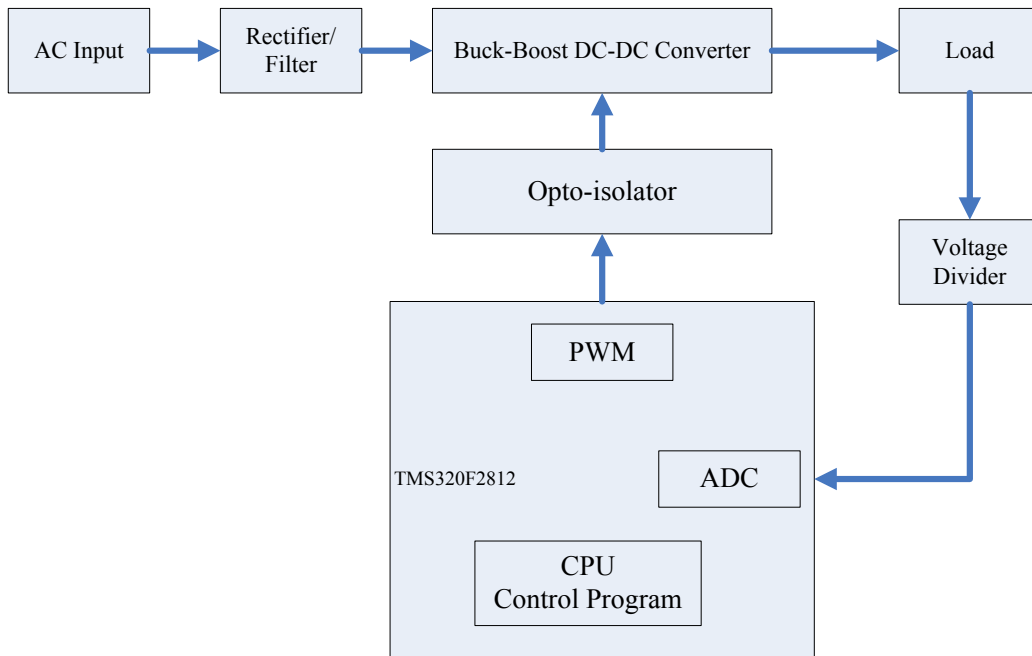 AC Input
Rectifier/
Filter
Buck-Boost DC-DC Converter
Load
Opto-isolator
Voltage
Divider
PWM
TMS320F2812
ADC
CPU
Control Program